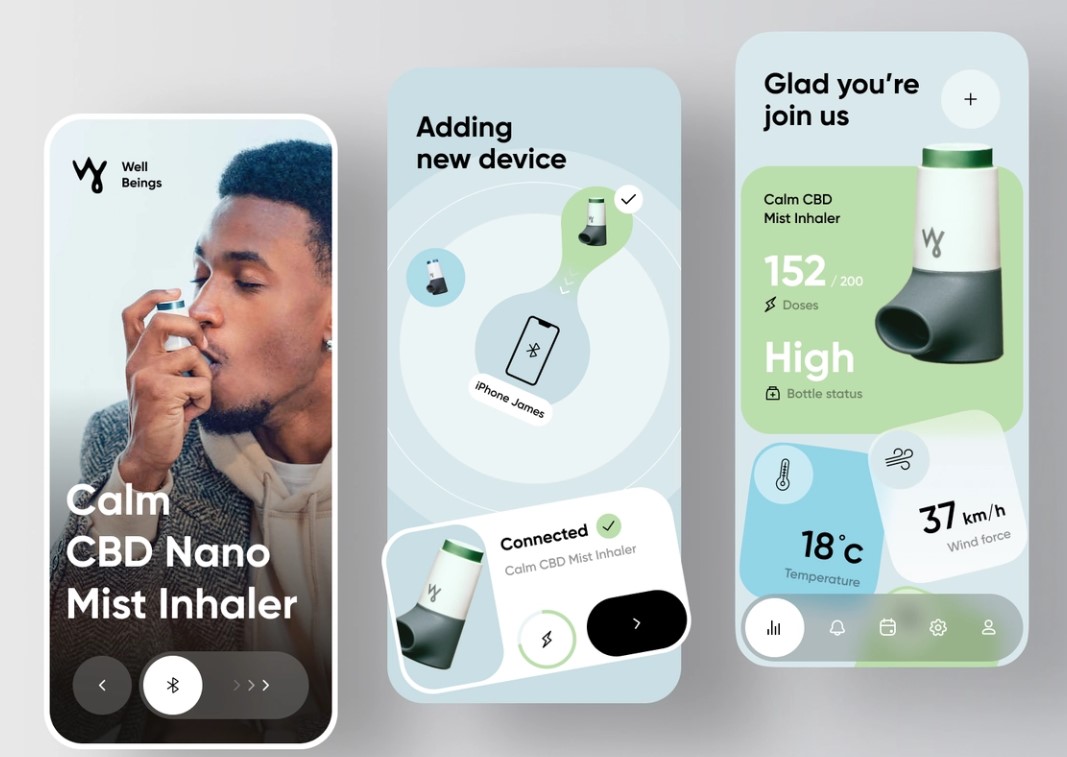 Well
Beings
Calm
CBD Nano
Mist Inhaler
Adding
new device
iPhone James
Connected
Calm CBD Mist Inhaler
Glad you’re
join us
Calm CBD
Mist Inhaler
152 / 200
Doses
High
Bottle status
18°C
Temperature
37 km/h
Wind force